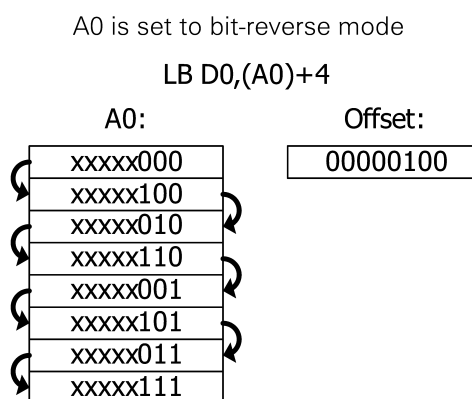 A0 is set to bit-reverse mode
LB D0,(A0)+4
A0: Offset:
xxxxx000 00000100
xxxxx100
xxxxx010
xxxxx110
xxxxx001
xxxxx101
xxxxx011
xxxxx111